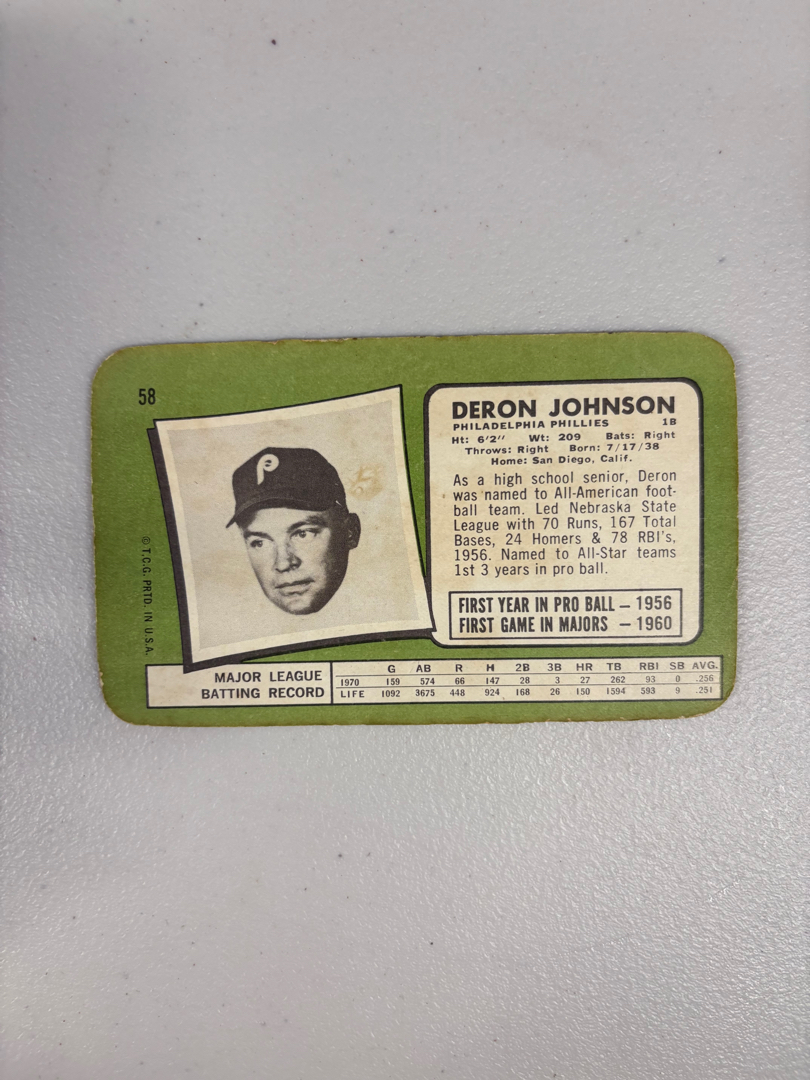 58
P
DERON JOHNSON
PHILADELPHIA PHILLIES 1B
Ht: 6'2" Wt: 209 Bats: Right
Throws: Right Born: 7/17/38
Home: San Diego, Calif.
As a high school senior, Deron
was named to All-American foot-
ball team. Led Nebraska State
League with 70 Runs, 167 Total
Bases, 24 Homers & 78 RBI's,
1956. Named to All-Star teams
1st 3 years in pro ball.
FIRST YEAR IN PRO BALL – 1956
FIRST GAME IN MAJORS – 1960
© T.C.G. PRTD. IN U.S.A.
MAJOR LEAGUE
BATTING RECORD
G AB R H 2B 3B HR TB RBI SB AVG.
1970 159 574 66 147 28 3 27 262 93 0 .256
LIFE 1092 3675 448 924 168 26 150 1594 593 9 .251